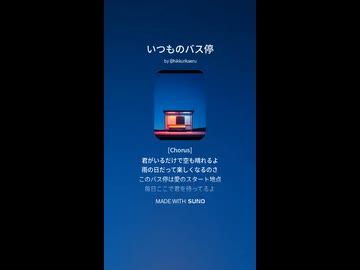 いつものバス停
by @hikkurikaeru
[Chorus]
君がいるだけで空も晴れるよ
雨の日だって楽しくなるのさ
このバス停は愛のスタート地点
毎日ここで君を待ってるよ
MADE WITH SUNO